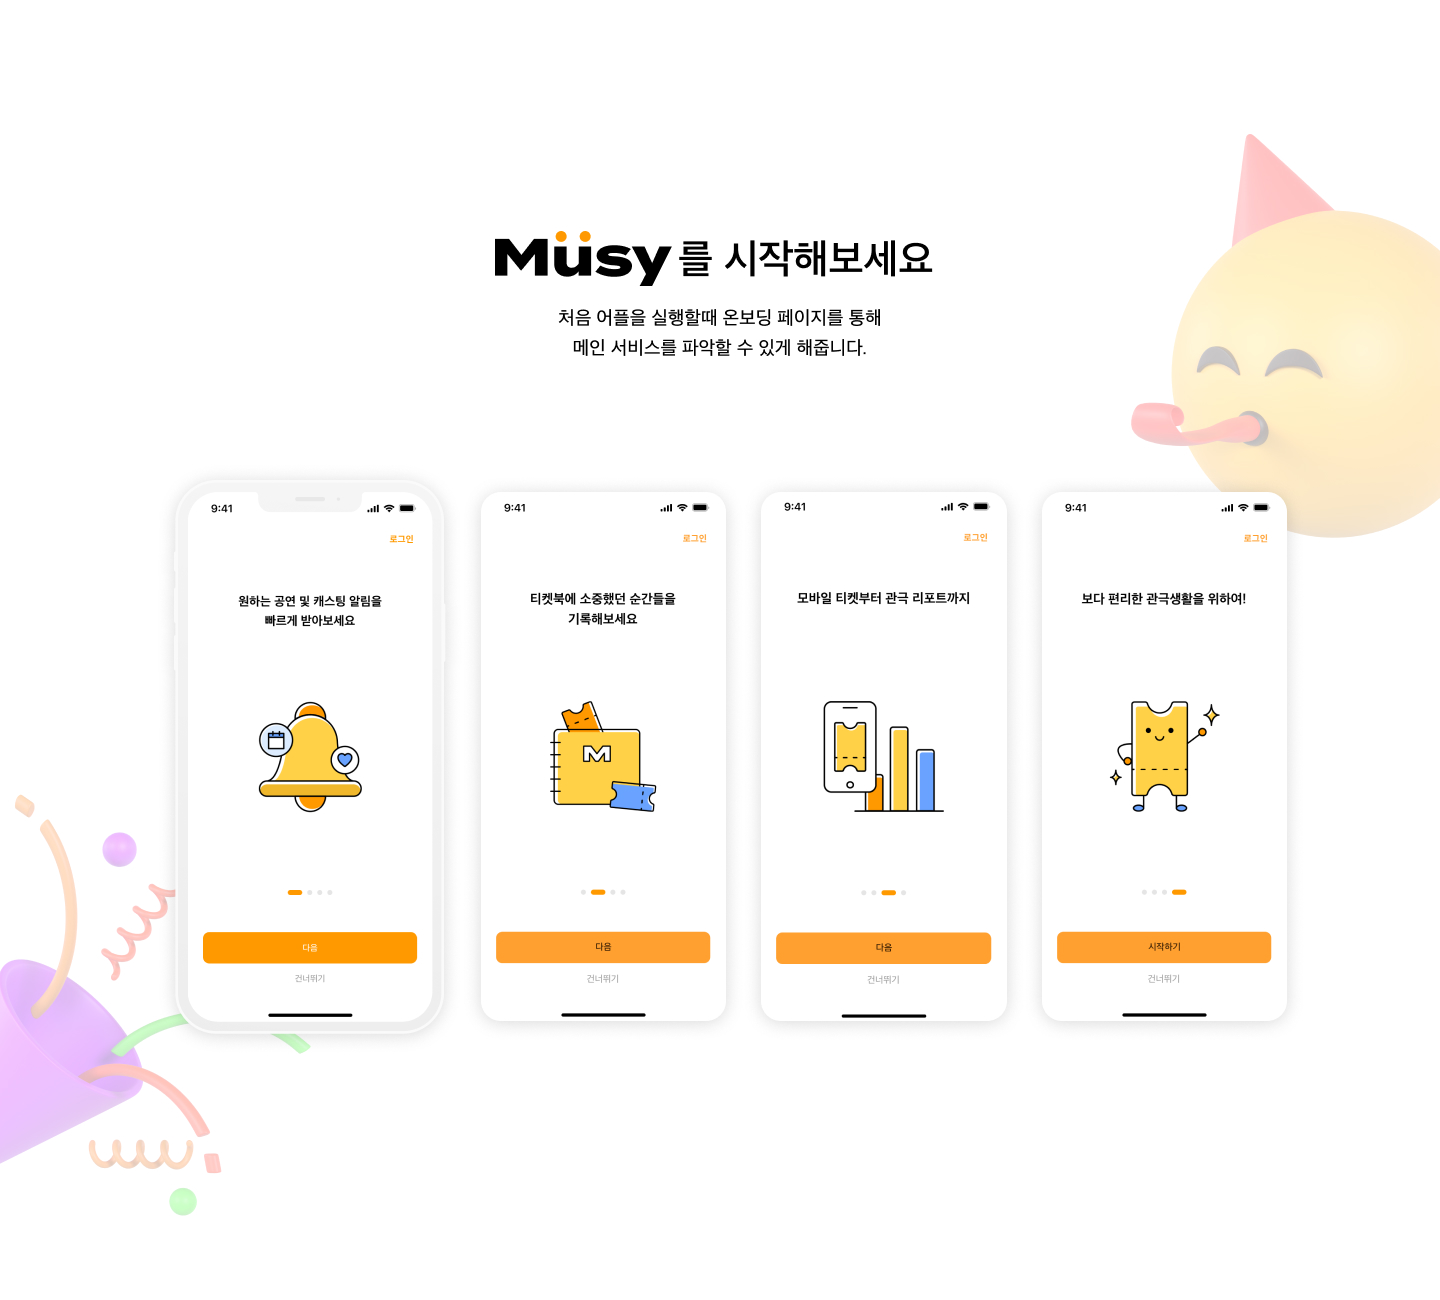 Müsy 를 시작해보세요
처음 어플을 실행할때 온보딩 페이지를 통해
메인 서비스를 파악할 수 있게 해줍니다.
9:41
로그인
원하는 공연 및 캐스팅 알림을
빠르게 받아보세요
다음
건너뛰기
9:41
로그인
티켓북에 소중했던 순간들을
기록해보세요
M
다음
건너뛰기
9:41
로그인
모바일 티켓부터 관극 리포트까지
다음
건너뛰기
9:41
로그인
보다 편리한 관극생활을 위하여!
시작하기
건너뛰기